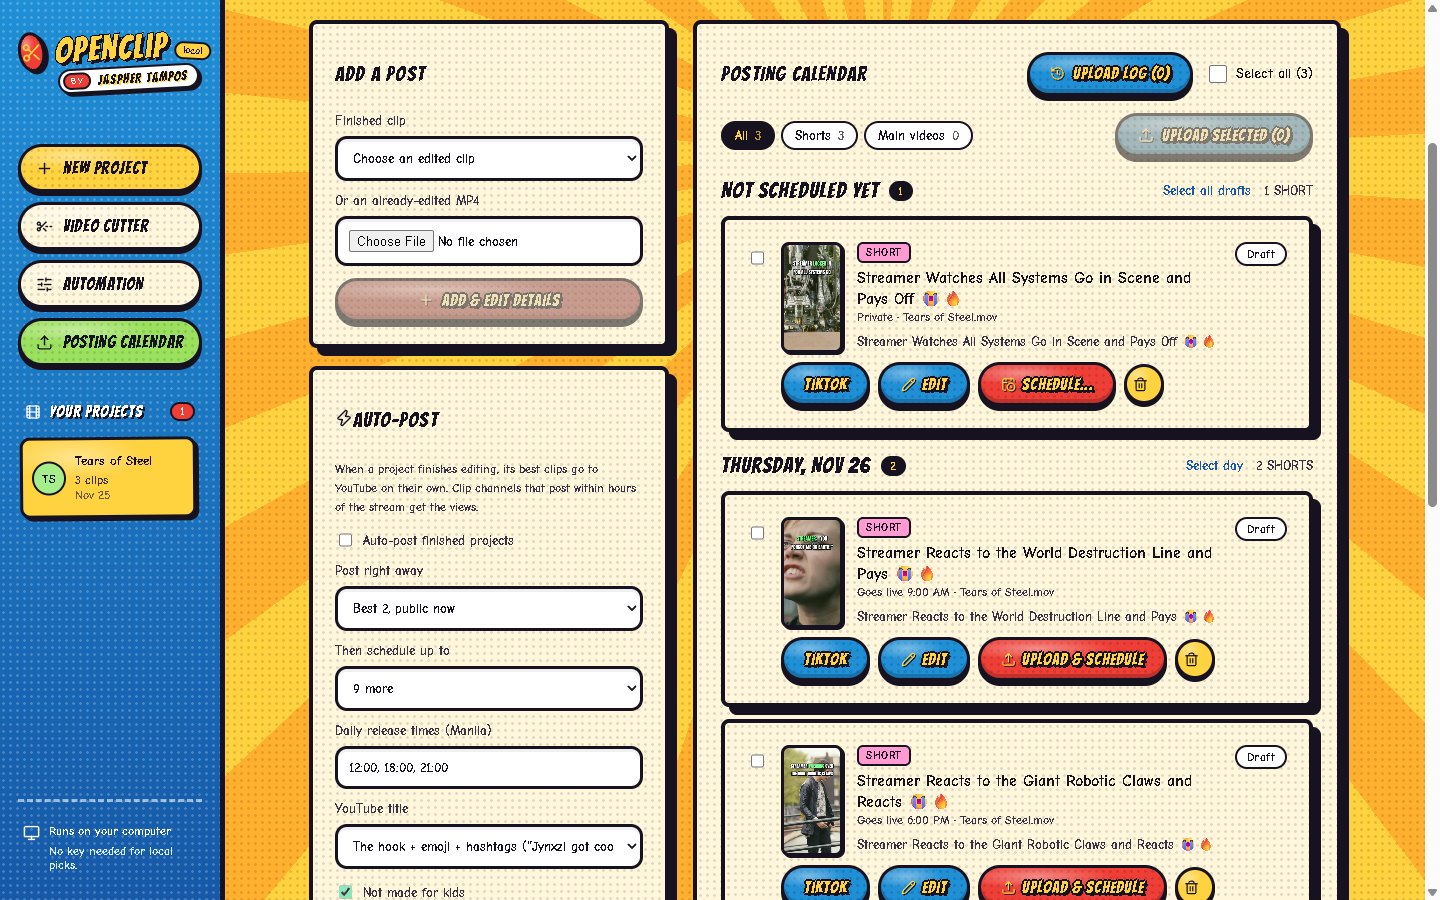 OPENCLIP
local
BY JASPHER TAMPOS
NEW PROJECT
VIDEO CUTTER
AUTOMATION
POSTING CALENDAR
YOUR PROJECTS
1
TS
Tears of Steel
3 clips
Nov 25
Runs on your computer
No key needed for local
picks.
ADD A POST
Finished clip
Choose an edited clip
Or an already-edited MP4
Choose File No file chosen
+ ADD & EDIT DETAILS
AUTO-POST
When a project finishes editing, its best clips go to
YouTube on their own. Clip channels that post within hours
of the stream get the views.
Auto-post finished projects
Post right away
Best 2, public now
Then schedule up to
9 more
Daily release times (Manila)
12:00, 18:00, 21:00
YouTube title
The hook + emoji + hashtags ("Jynxzi got coo
Not made for kids
POSTING CALENDAR
UPLOAD LOG (0)
Select all (3)
All 3
Shorts 3
Main videos 0
UPLOAD SELECTED (0)
NOT SCHEDULED YET 1
Select all drafts
1 SHORT
SHORT
Draft
Streamer Watches All Systems Go in Scene and
Pays Off 😭 🔥
Private · Tears of Steel.mov
Streamer Watches All Systems Go in Scene and Pays Off 😭 🔥
TIKTOK
EDIT
SCHEDULE...
THURSDAY, NOV 26 2
Select day
2 SHORTS
SHORT
Draft
Streamer Reacts to the World Destruction Line and
Pays 😭 🔥
Goes live 9:00 AM · Tears of Steel.mov
Streamer Reacts to the World Destruction Line and Pays 😭 🔥
TIKTOK
EDIT
UPLOAD & SCHEDULE
SHORT
Draft
Streamer Reacts to the Giant Robotic Claws and
Reacts 😭 🔥
Goes live 6:00 PM · Tears of Steel.mov
Streamer Reacts to the Giant Robotic Claws and Reacts 😭 🔥
TIKTOK
EDIT
UPLOAD & SCHEDULE